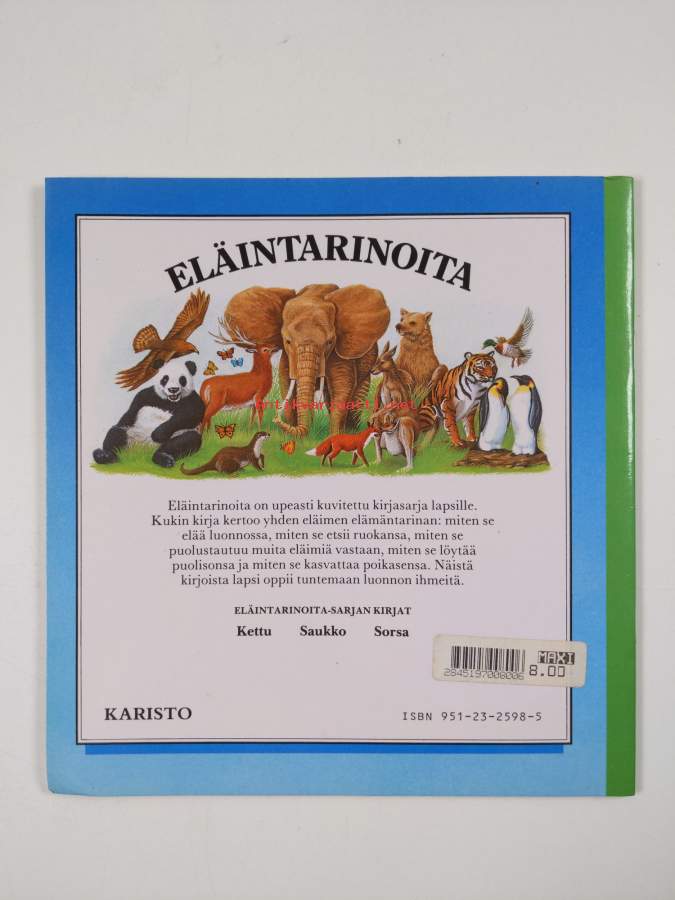 ELÄINTARINOITA
Eläintarinoita on upeasti kuvitettu kirjasarja lapsille.
Kukin kirja kertoo yhden eläimen elämäntarinan: miten se
elää luonnossa, miten se etsii ruokansa, miten se
puolustautuu muita eläimiä vastaan, miten se löytää
puolisonsa ja miten se kasvattaa poikasensa. Näistä
kirjoista lapsi oppii tuntemaan luonnon ihmeitä.
ELÄINTARINOITA-SARJAN KIRJAT
Kettu Saukko Sorsa
MAXI
2845197008006 8.00
KARISTO ISBN 951-23-2598-5